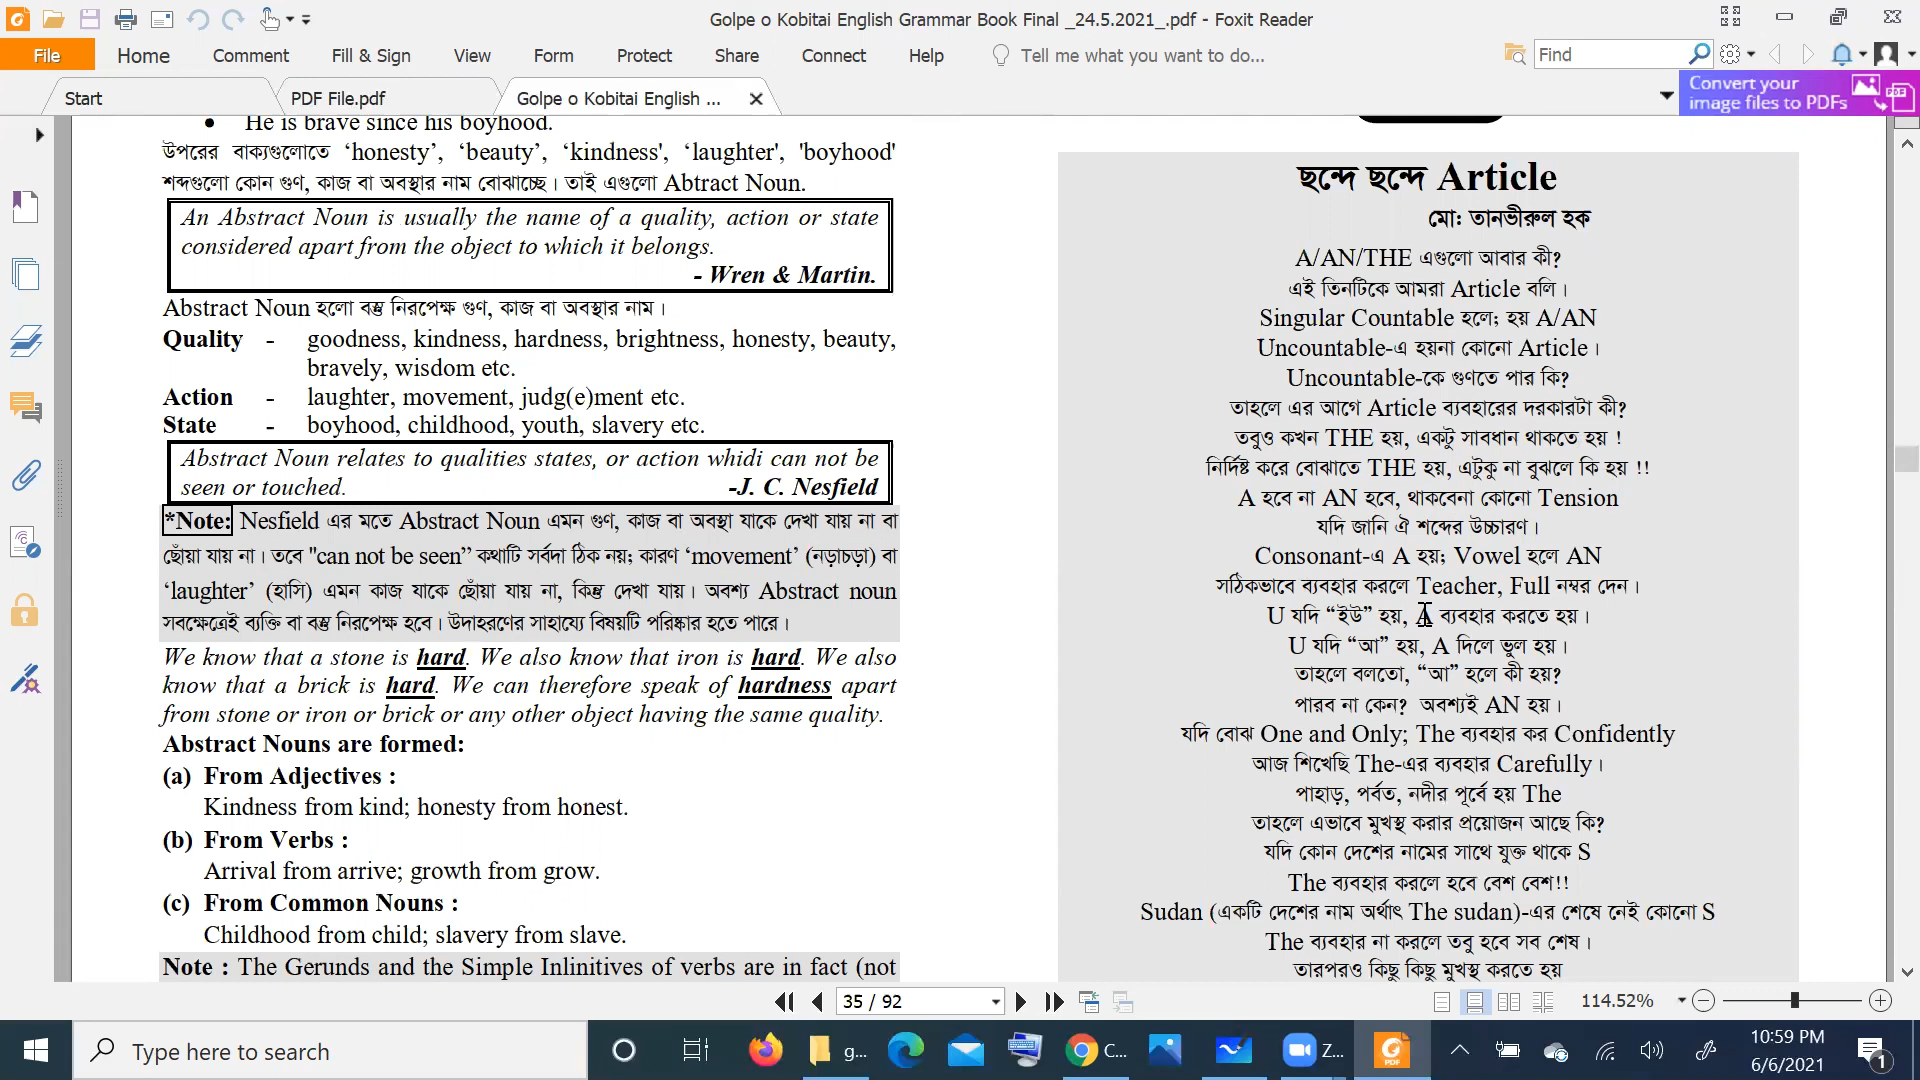 Golpe o Kobitai English Grammar Book Final _24.5.2021_.pdf - Foxit Reader
File Home Comment Fill & Sign View Form Protect Share Connect Help Tell me what you want to do... Find
Start PDF File.pdf Golpe o Kobitai English ...
Convert your
image files to PDFs
He is brave since his boyhood.
উপরের বাক্যগুলোতে ‘honesty’, ‘beauty’, ‘kindness', ‘laughter', 'boyhood'
শব্দগুলো কোন গুণ, কাজ বা অবস্থার নাম বোঝাচ্ছে। তাই এগুলো Abtract Noun.
An Abstract Noun is usually the name of a quality, action or state
considered apart from the object to which it belongs.
- Wren & Martin.
Abstract Noun হলো বস্তু নিরপেক্ষ গুণ, কাজ বা অবস্থার নাম।
Quality - goodness, kindness, hardness, brightness, honesty, beauty,
bravely, wisdom etc.
Action - laughter, movement, judg(e)ment etc.
State - boyhood, childhood, youth, slavery etc.
Abstract Noun relates to qualities states, or action whidi can not be
seen or touched. -J. C. Nesfield
*Note: Nesfield এর মতে Abstract Noun এমন গুণ, কাজ বা অবস্থা যাকে দেখা যায় না বা
ছোঁয়া যায় না। তবে "can not be seen” কথাটি সর্বদা ঠিক নয়; কারণ ‘movement’ (নড়াচড়া) বা
‘laughter’ (হাসি) এমন কাজ যাকে ছোঁয়া যায় না, কিন্তু দেখা যায়। অবশ্য Abstract noun
সবক্ষেত্রেই ব্যক্তি বা বস্তু নিরপেক্ষ হবে। উদাহরণের সাহায্যে বিষয়টি পরিষ্কার হতে পারে।
We know that a stone is hard. We also know that iron is hard. We also
know that a brick is hard. We can therefore speak of hardness apart
from stone or iron or brick or any other object having the same quality.
Abstract Nouns are formed:
(a) From Adjectives :
Kindness from kind; honesty from honest.
(b) From Verbs :
Arrival from arrive; growth from grow.
(c) From Common Nouns :
Childhood from child; slavery from slave.
Note : The Gerunds and the Simple Inlinitives of verbs are in fact (not
ছন্দে ছন্দে Article
মো: তানভীরুল হক
A/AN/THE এগুলো আবার কী?
এই তিনটিকে আমরা Article বলি।
Singular Countable হলে; হয় A/AN
Uncountable-এ হয়না কোনো Article।
Uncountable-কে গুণতে পার কি?
তাহলে এর আগে Article ব্যবহারের দরকারটা কী?
তবুও কখন THE হয়, একটু সাবধান থাকতে হয় !
নির্দিষ্ট করে বোঝাতে THE হয়, এটুকু না বুঝলে কি হয় !!
A হবে না AN হবে, থাকবেনা কোনো Tension
যদি জানি ঐ শব্দের উচ্চারণ।
Consonant-এ A হয়; Vowel হলে AN
সঠিকভাবে ব্যবহার করলে Teacher, Full নম্বর দেন।
U যদি “ইউ” হয়, A ব্যবহার করতে হয়।
U যদি “আ” হয়, A দিলে ভুল হয়।
তাহলে বলতো, “আ” হলে কী হয়?
পারব না কেন? অবশ্যই AN হয়।
যদি বোঝ One and Only; The ব্যবহার কর Confidently
আজ শিখেছি The-এর ব্যবহার Carefully।
পাহাড়, পর্বত, নদীর পূর্বে হয় The
তাহলে এভাবে মুখস্থ করার প্রয়োজন আছে কি?
যদি কোন দেশের নামের সাথে যুক্ত থাকে S
The ব্যবহার করলে হবে বেশ বেশ!!
Sudan (একটি দেশের নাম অর্থাৎ The sudan)-এর শেষে নেই কোনো S
The ব্যবহার না করলে তবু হবে সব শেষ।
তারপরও কিছু কিছু মুখস্থ করতে হয়
35 / 92 114.52%
Type here to search g... C... Z... 10:59 PM
6/6/2021 1